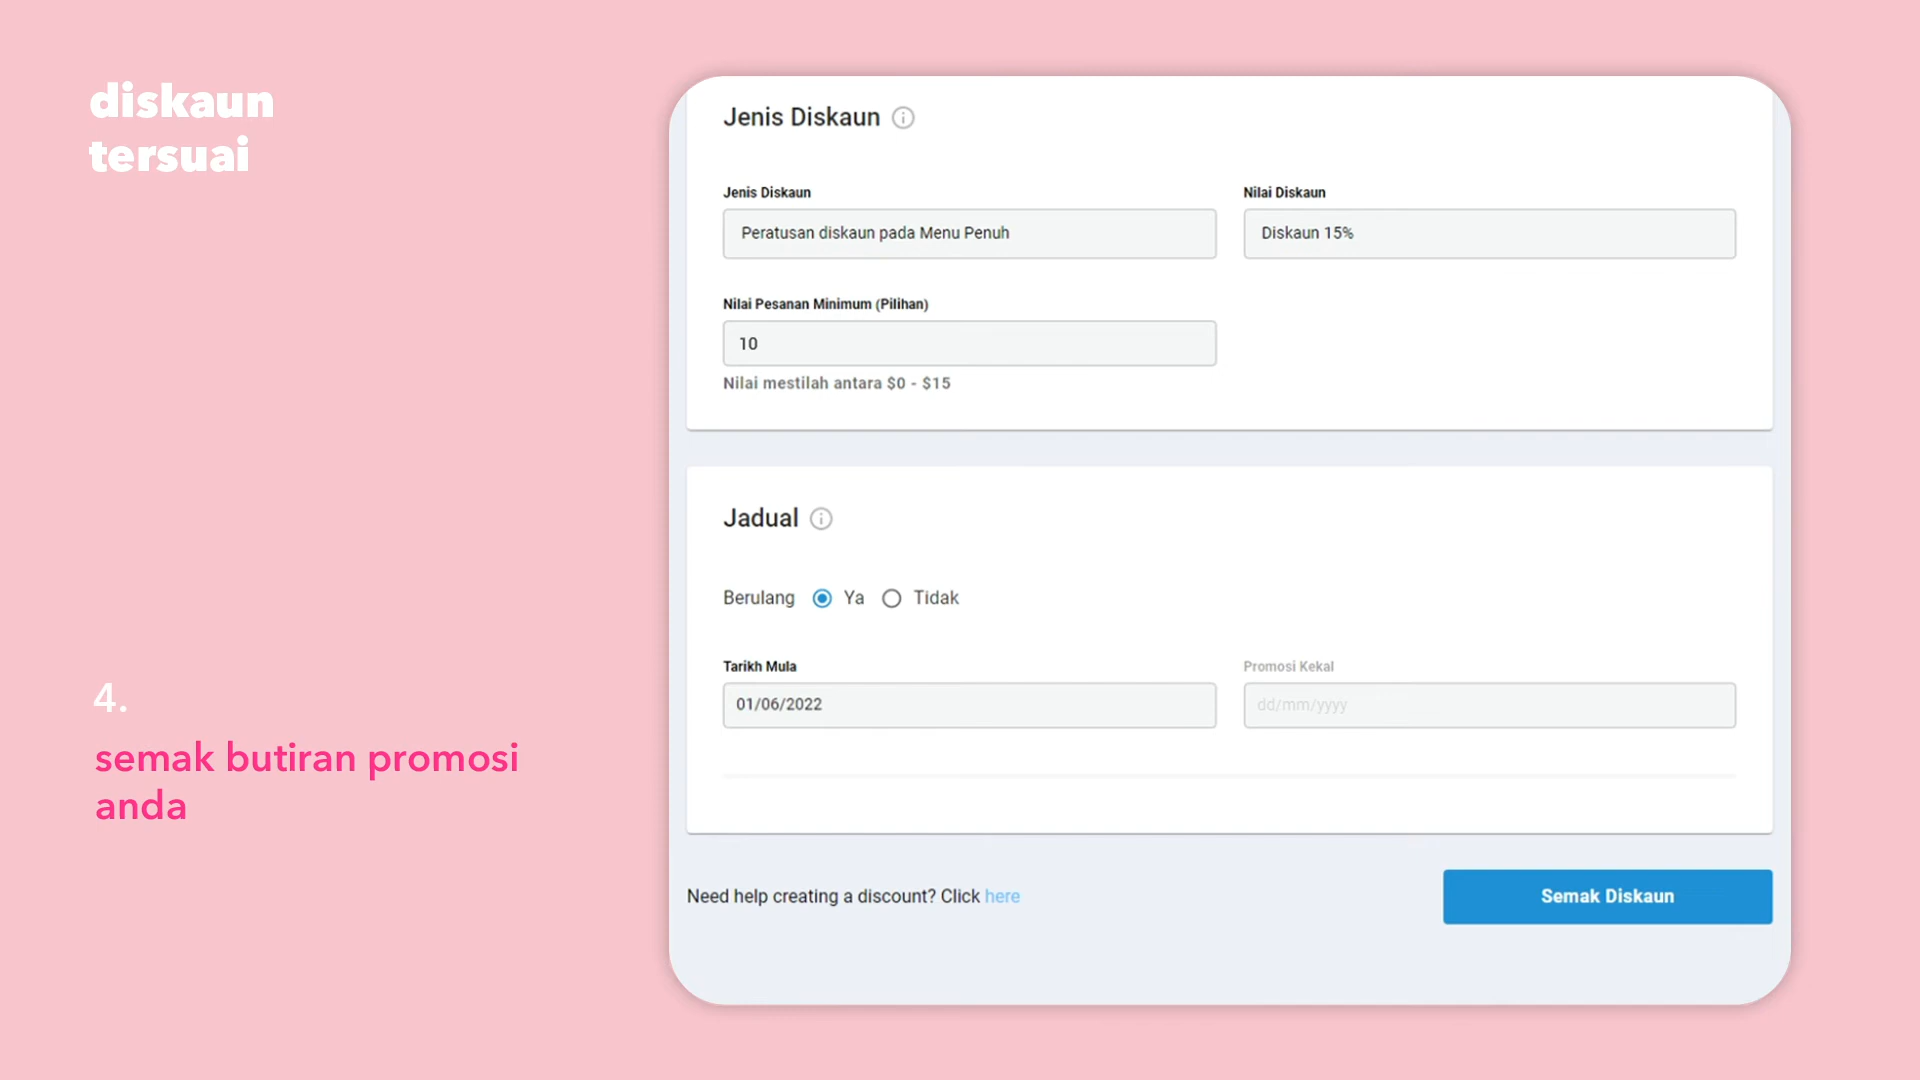 diskaun
tersuai
4.
semak butiran promosi
anda
Jenis Diskaun
Jenis Diskaun
Nilai Diskaun
Peratusan diskaun pada Menu Penuh
Diskaun 15%
Nilai Pesanan Minimum (Pilihan)
10
Nilai mestilah antara $0 - $15
Jadual
Berulang Ya Tidak
Tarikh Mula
Promosi Kekal
01/06/2022
dd/mm/yyyy
Need help creating a discount? Click here
Semak Diskaun